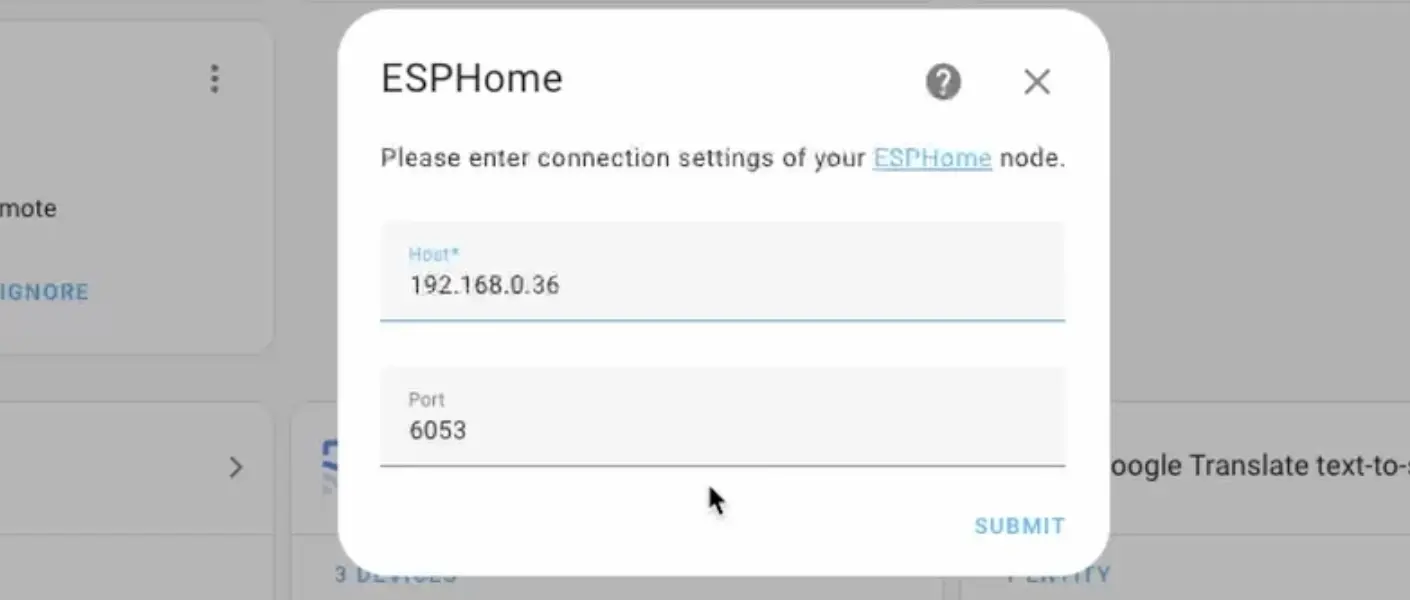 ESPHome
Please enter connection settings of your ESPHome node.
mote
IGNORE
Host*
192.168.0.36
Port
6053
oogle Translate text-to-s
SUBMIT
3 DEVICES
1 ENTITY